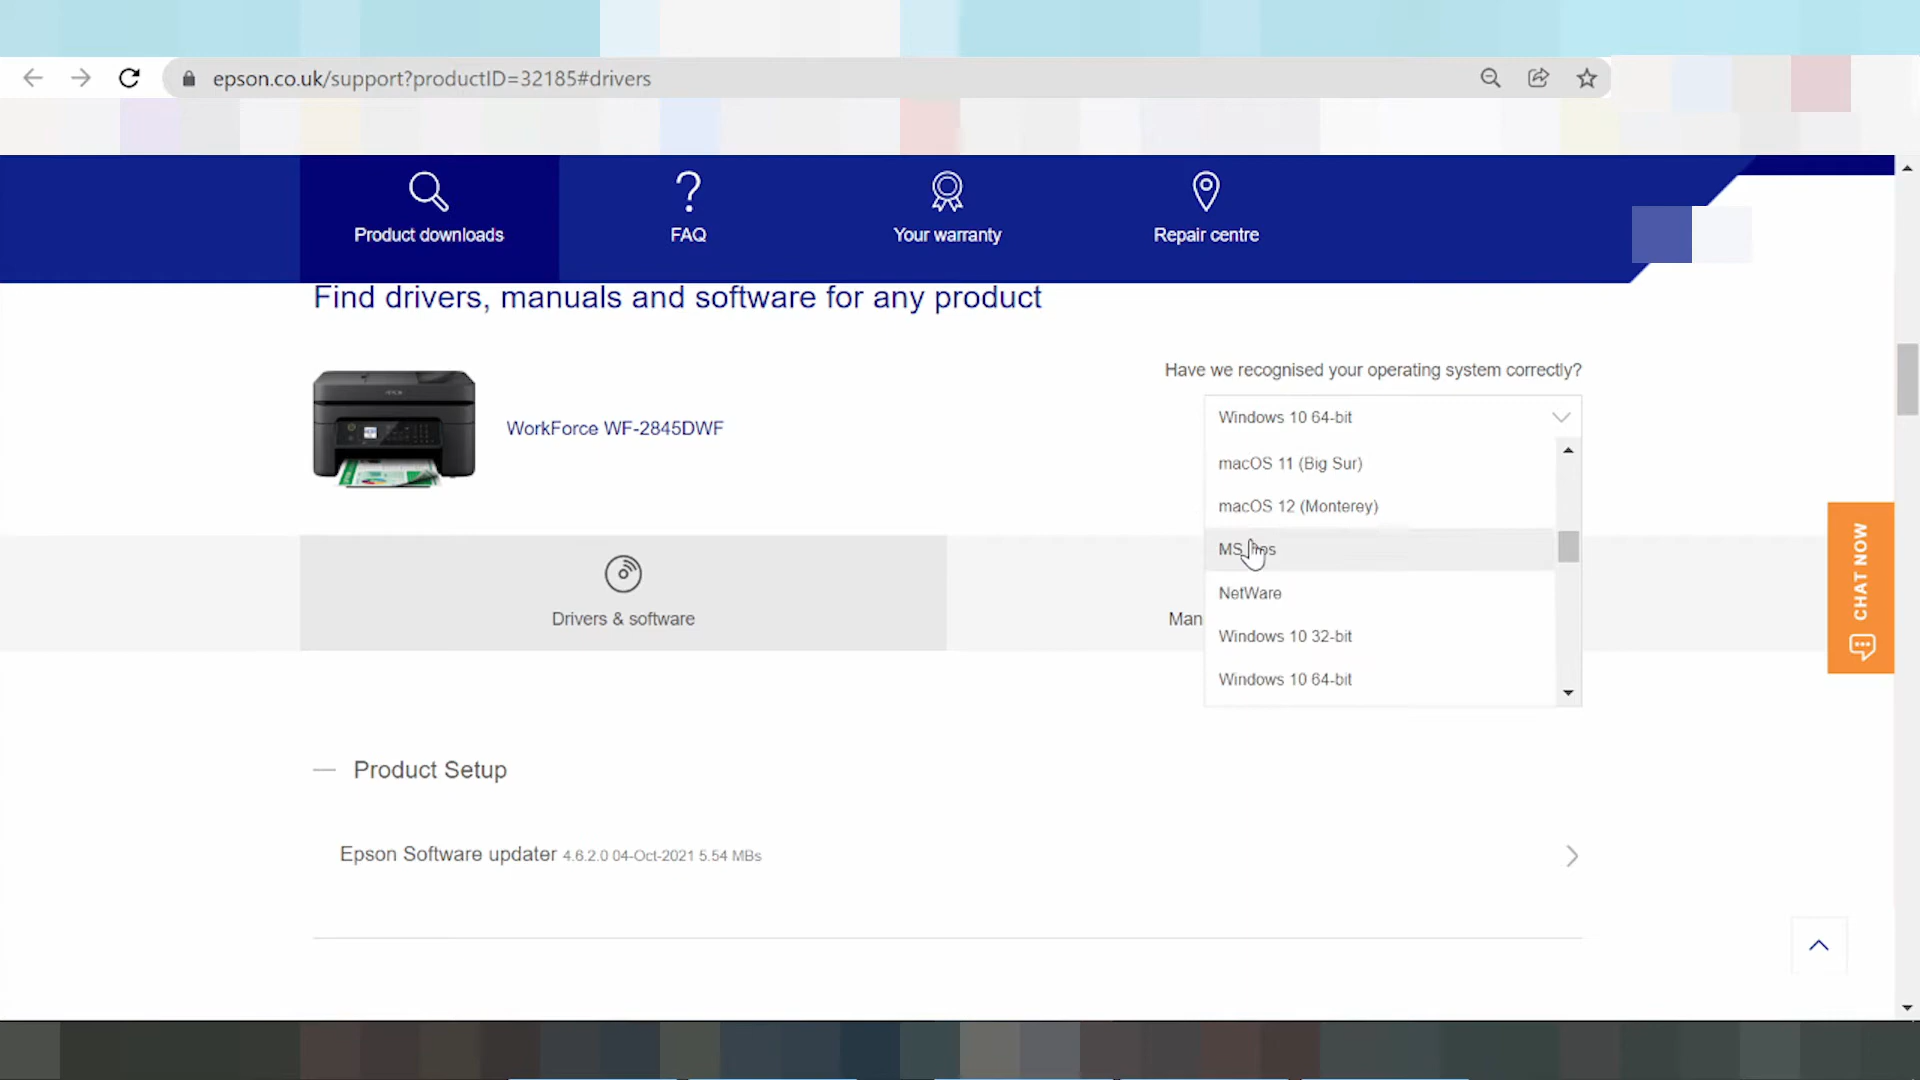 epson.co.uk/support?productID=32185#drivers
Product downloads
FAQ
Your warranty
Repair centre
Find drivers, manuals and software for any product
WorkForce WF-2845DWF
Have we recognised your operating system correctly?
Windows 10 64-bit
macOS 11 (Big Sur)
macOS 12 (Monterey)
MS
NetWare
Windows 10 32-bit
Windows 10 64-bit
Drivers & software
Man
CHAT NOW
Product Setup
Epson Software updater 4.6.2.0 04-Oct-2021 5.54 MBs